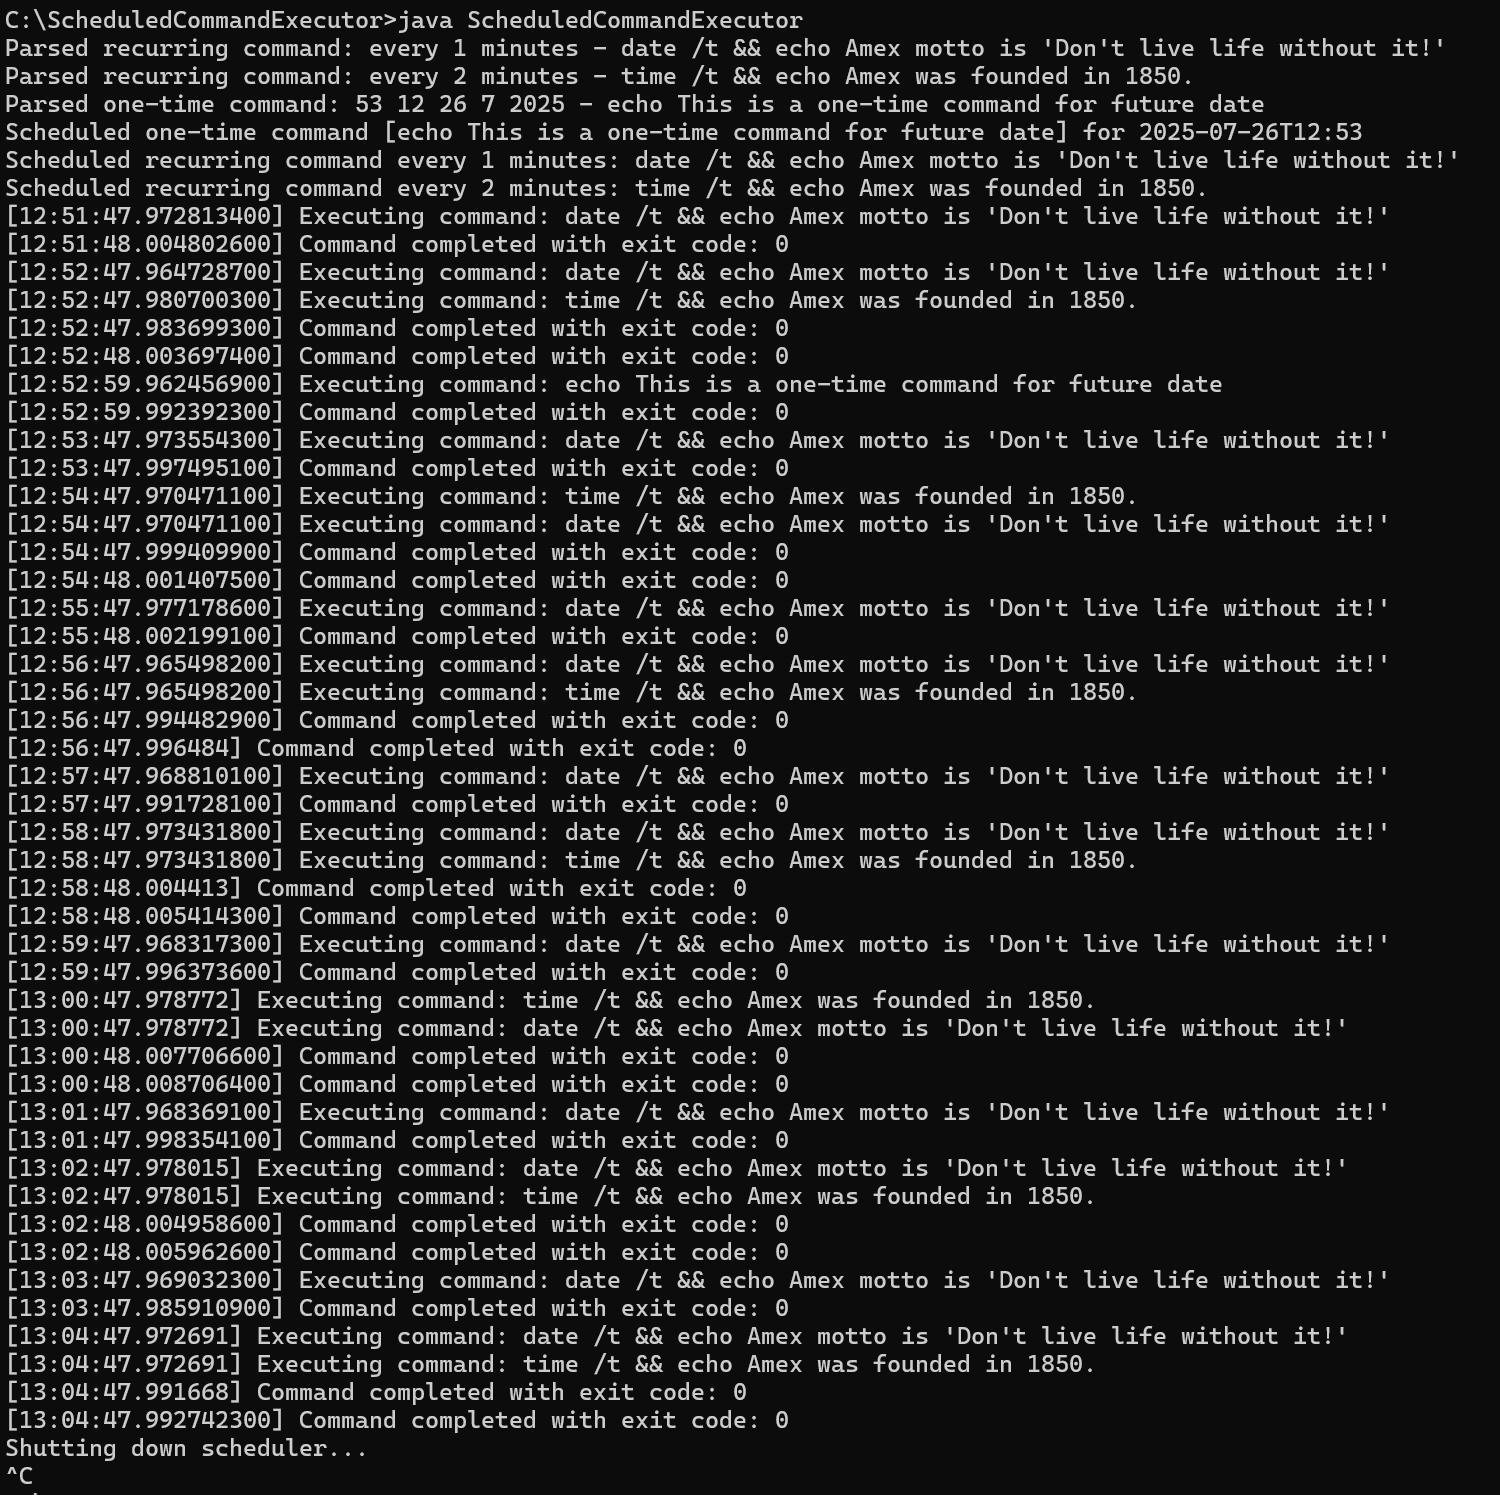 C:\ScheduledCommandExecutor>java ScheduledCommandExecutor
Parsed recurring command: every 1 minutes - date /t && echo Amex motto is 'Don't live life without it!'
Parsed recurring command: every 2 minutes - time /t && echo Amex was founded in 1850.
Parsed one-time command: 53 12 26 7 2025 - echo This is a one-time command for future date
Scheduled one-time command [echo This is a one-time command for future date] for 2025-07-26T12:53
Scheduled recurring command every 1 minutes: date /t && echo Amex motto is 'Don't live life without it!'
Scheduled recurring command every 2 minutes: time /t && echo Amex was founded in 1850.
[12:51:47.972813400] Executing command: date /t && echo Amex motto is 'Don't live life without it!'
[12:51:48.004802600] Command completed with exit code: 0
[12:52:47.964728700] Executing command: date /t && echo Amex motto is 'Don't live life without it!'
[12:52:47.980700300] Executing command: time /t && echo Amex was founded in 1850.
[12:52:47.983699300] Command completed with exit code: 0
[12:52:48.003697400] Command completed with exit code: 0
[12:52:59.962456900] Executing command: echo This is a one-time command for future date
[12:52:59.992392300] Command completed with exit code: 0
[12:53:47.973554300] Executing command: date /t && echo Amex motto is 'Don't live life without it!'
[12:53:47.997495100] Command completed with exit code: 0
[12:54:47.970471100] Executing command: time /t && echo Amex was founded in 1850.
[12:54:47.970471100] Executing command: date /t && echo Amex motto is 'Don't live life without it!'
[12:54:47.999409900] Command completed with exit code: 0
[12:54:48.001407500] Command completed with exit code: 0
[12:55:47.977178600] Executing command: date /t && echo Amex motto is 'Don't live life without it!'
[12:55:48.002199100] Command completed with exit code: 0
[12:56:47.965498200] Executing command: date /t && echo Amex motto is 'Don't live life without it!'
[12:56:47.965498200] Executing command: time /t && echo Amex was founded in 1850.
[12:56:47.994482900] Command completed with exit code: 0
[12:56:47.996484] Command completed with exit code: 0
[12:57:47.968810100] Executing command: date /t && echo Amex motto is 'Don't live life without it!'
[12:57:47.991728100] Command completed with exit code: 0
[12:58:47.973431800] Executing command: date /t && echo Amex motto is 'Don't live life without it!'
[12:58:47.973431800] Executing command: time /t && echo Amex was founded in 1850.
[12:58:48.004413] Command completed with exit code: 0
[12:58:48.005414300] Command completed with exit code: 0
[12:59:47.968317300] Executing command: date /t && echo Amex motto is 'Don't live life without it!'
[12:59:47.996373600] Command completed with exit code: 0
[13:00:47.978772] Executing command: time /t && echo Amex was founded in 1850.
[13:00:47.978772] Executing command: date /t && echo Amex motto is 'Don't live life without it!'
[13:00:48.007706600] Command completed with exit code: 0
[13:00:48.008706400] Command completed with exit code: 0
[13:01:47.968369100] Executing command: date /t && echo Amex motto is 'Don't live life without it!'
[13:01:47.998354100] Command completed with exit code: 0
[13:02:47.978015] Executing command: date /t && echo Amex motto is 'Don't live life without it!'
[13:02:47.978015] Executing command: time /t && echo Amex was founded in 1850.
[13:02:48.004958600] Command completed with exit code: 0
[13:02:48.005962600] Command completed with exit code: 0
[13:03:47.969032300] Executing command: date /t && echo Amex motto is 'Don't live life without it!'
[13:03:47.985910900] Command completed with exit code: 0
[13:04:47.972691] Executing command: date /t && echo Amex motto is 'Don't live life without it!'
[13:04:47.972691] Executing command: time /t && echo Amex was founded in 1850.
[13:04:47.991668] Command completed with exit code: 0
[13:04:47.992742300] Command completed with exit code: 0
Shutting down scheduler...
^C